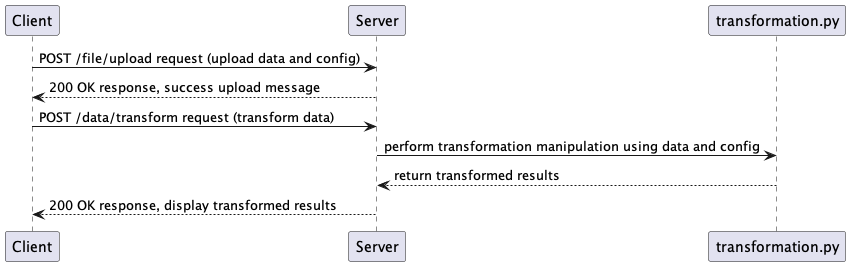 Client Server transformation.py
POST /file/upload request (upload data and config)
200 OK response, success upload message
POST /data/transform request (transform data)
perform transformation manipulation using data and config
return transformed results
200 OK response, display transformed results
Client Server transformation.py